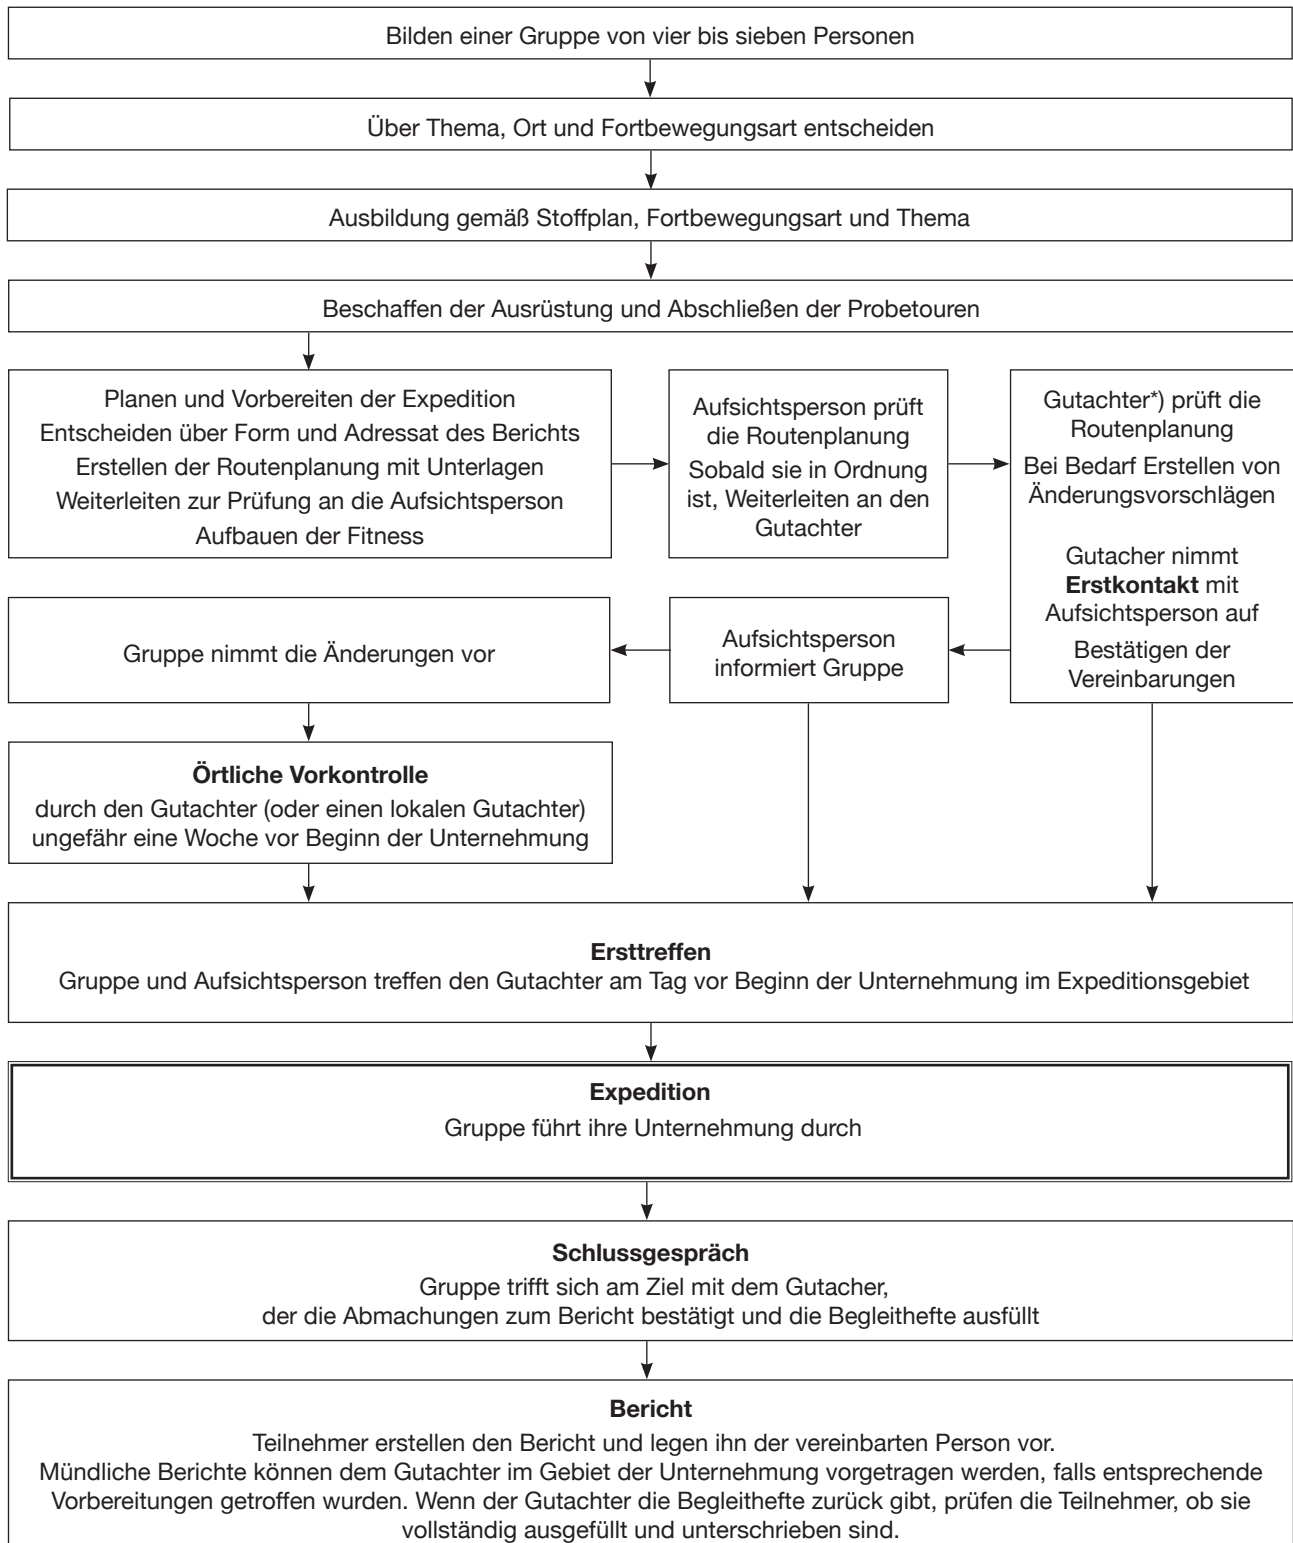 Bilden einer Gruppe von vier bis sieben Personen
Über Thema, Ort und Fortbewegungsart entscheiden
Ausbildung gemäß Stoffplan, Fortbewegungsart und Thema
Beschaffen der Ausrüstung und Abschließen der Probetouren
Planen und Vorbereiten der Expedition
Entscheiden über Form und Adressat des Berichts
Erstellen der Routenplanung mit Unterlagen
Weiterleiten zur Prüfung an die Aufsichtsperson
Aufbauen der Fitness
Aufsichtsperson prüft
die Routenplanung
Sobald sie in Ordnung
ist, Weiterleiten an den
Gutachter
Gutachter*) prüft die
Routenplanung
Bei Bedarf Erstellen von
Änderungsvorschlägen
Gutacher nimmt
Erstkontakt mit
Aufsichtsperson auf
Bestätigen der
Vereinbarungen
Aufsichtsperson
informiert Gruppe
Gruppe nimmt die Änderungen vor
Örtliche Vorkontrolle
durch den Gutachter (oder einen lokalen Gutachter)
ungefähr eine Woche vor Beginn der Unternehmung
Ersttreffen
Gruppe und Aufsichtsperson treffen den Gutachter am Tag vor Beginn der Unternehmung im Expeditionsgebiet
Expedition
Gruppe führt ihre Unternehmung durch
Schlussgespräch
Gruppe trifft sich am Ziel mit dem Gutacher,
der die Abmachungen zum Bericht bestätigt und die Begleithefte ausfüllt
Bericht
Teilnehmer erstellen den Bericht und legen ihn der vereinbarten Person vor.
Mündliche Berichte können dem Gutachter im Gebiet der Unternehmung vorgetragen werden, falls entsprechende
Vorbereitungen getroffen wurden. Wenn der Gutachter die Begleithefte zurück gibt, prüfen die Teilnehmer, ob sie
vollständig ausgefüllt und unterschrieben sind.